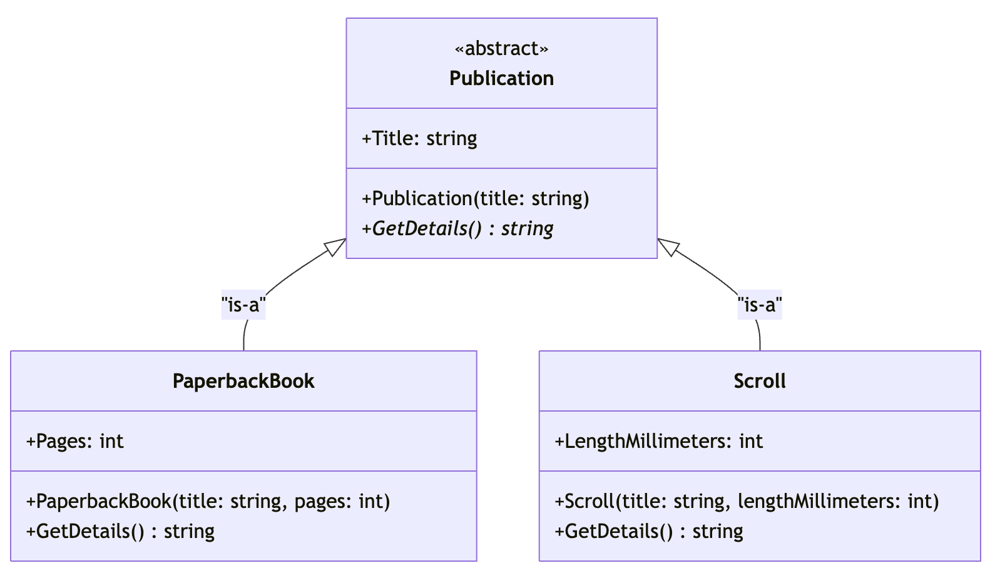 «abstract»
Publication
+Title: string
+Publication(title: string)
+GetDetails() : string
"is-a"
"is-a"
PaperbackBook
+Pages: int
+PaperbackBook(title: string, pages: int)
+GetDetails() : string
Scroll
+LengthMillimeters: int
+Scroll(title: string, lengthMillimeters: int)
+GetDetails() : string